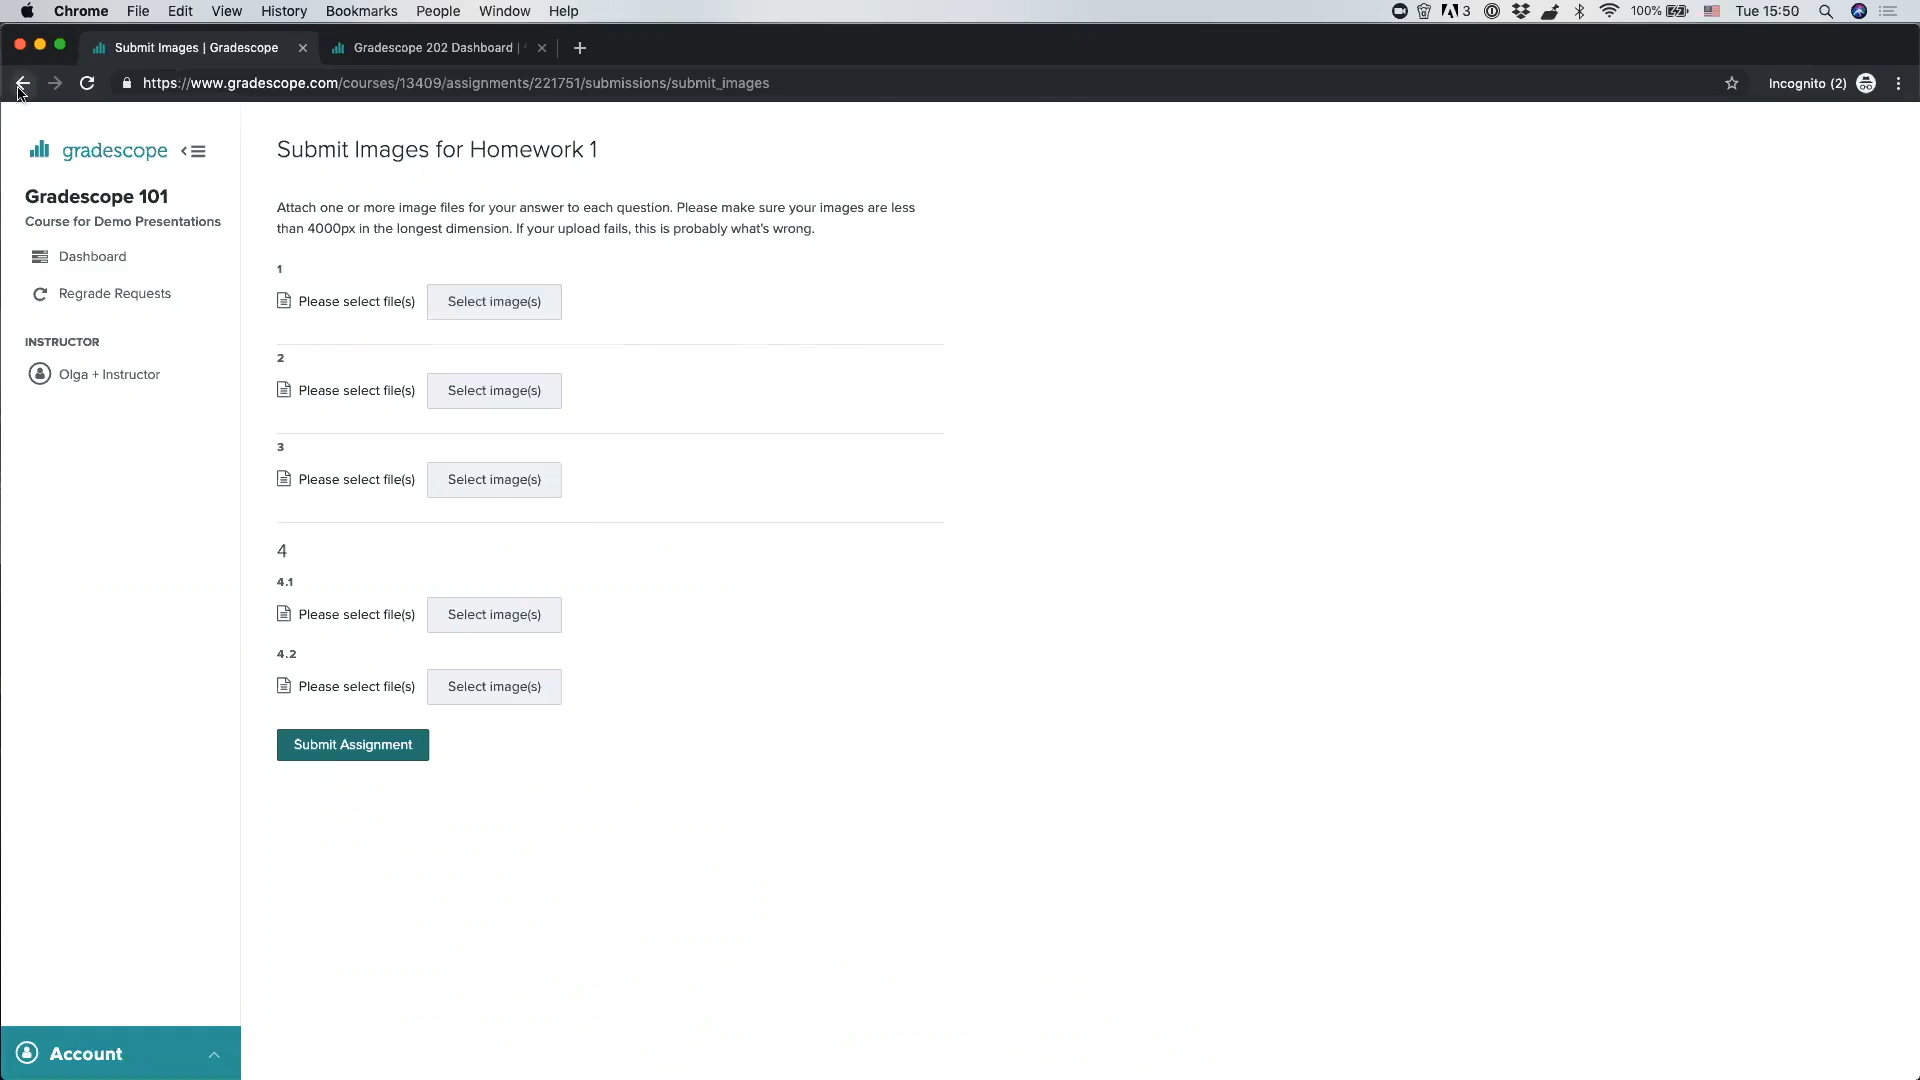 Chrome File Edit View History Bookmarks People Window Help 3 100% Tue 15:50
Submit Images | Gradescope Gradescope 202 Dashboard |
https://www.gradescope.com/courses/13409/assignments/221751/submissions/submit_images Incognito (2)
gradescope
Gradescope 101
Course for Demo Presentations
Dashboard
Regrade Requests
INSTRUCTOR
Olga + Instructor
Account
Submit Images for Homework 1
Attach one or more image files for your answer to each question. Please make sure your images are less
than 4000px in the longest dimension. If your upload fails, this is probably what's wrong.
1
Please select file(s) Select image(s)
2
Please select file(s) Select image(s)
3
Please select file(s) Select image(s)
4
4.1
Please select file(s) Select image(s)
4.2
Please select file(s) Select image(s)
Submit Assignment